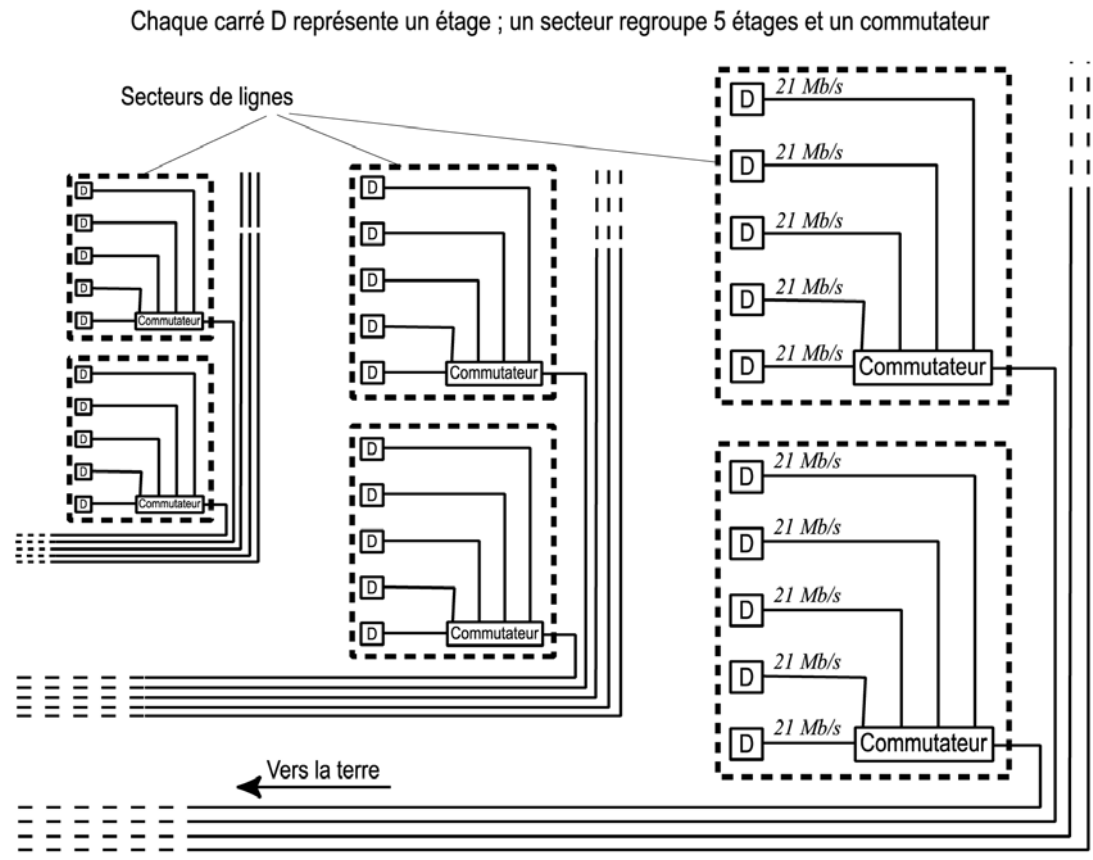 Chaque carré D représente un étage ; un secteur regroupe 5 étages et un commutateur
Secteurs de lignes
D
D
D
D
D
Commutateur
D
D
D
D
D
Commutateur
D
D
D
D
D
Commutateur
D
D
D
D
D
Commutateur
D 21 Mb/s
D 21 Mb/s
D 21 Mb/s
D 21 Mb/s
D 21 Mb/s
Commutateur
D 21 Mb/s
D 21 Mb/s
D 21 Mb/s
D 21 Mb/s
D 21 Mb/s
Commutateur
Vers la terre